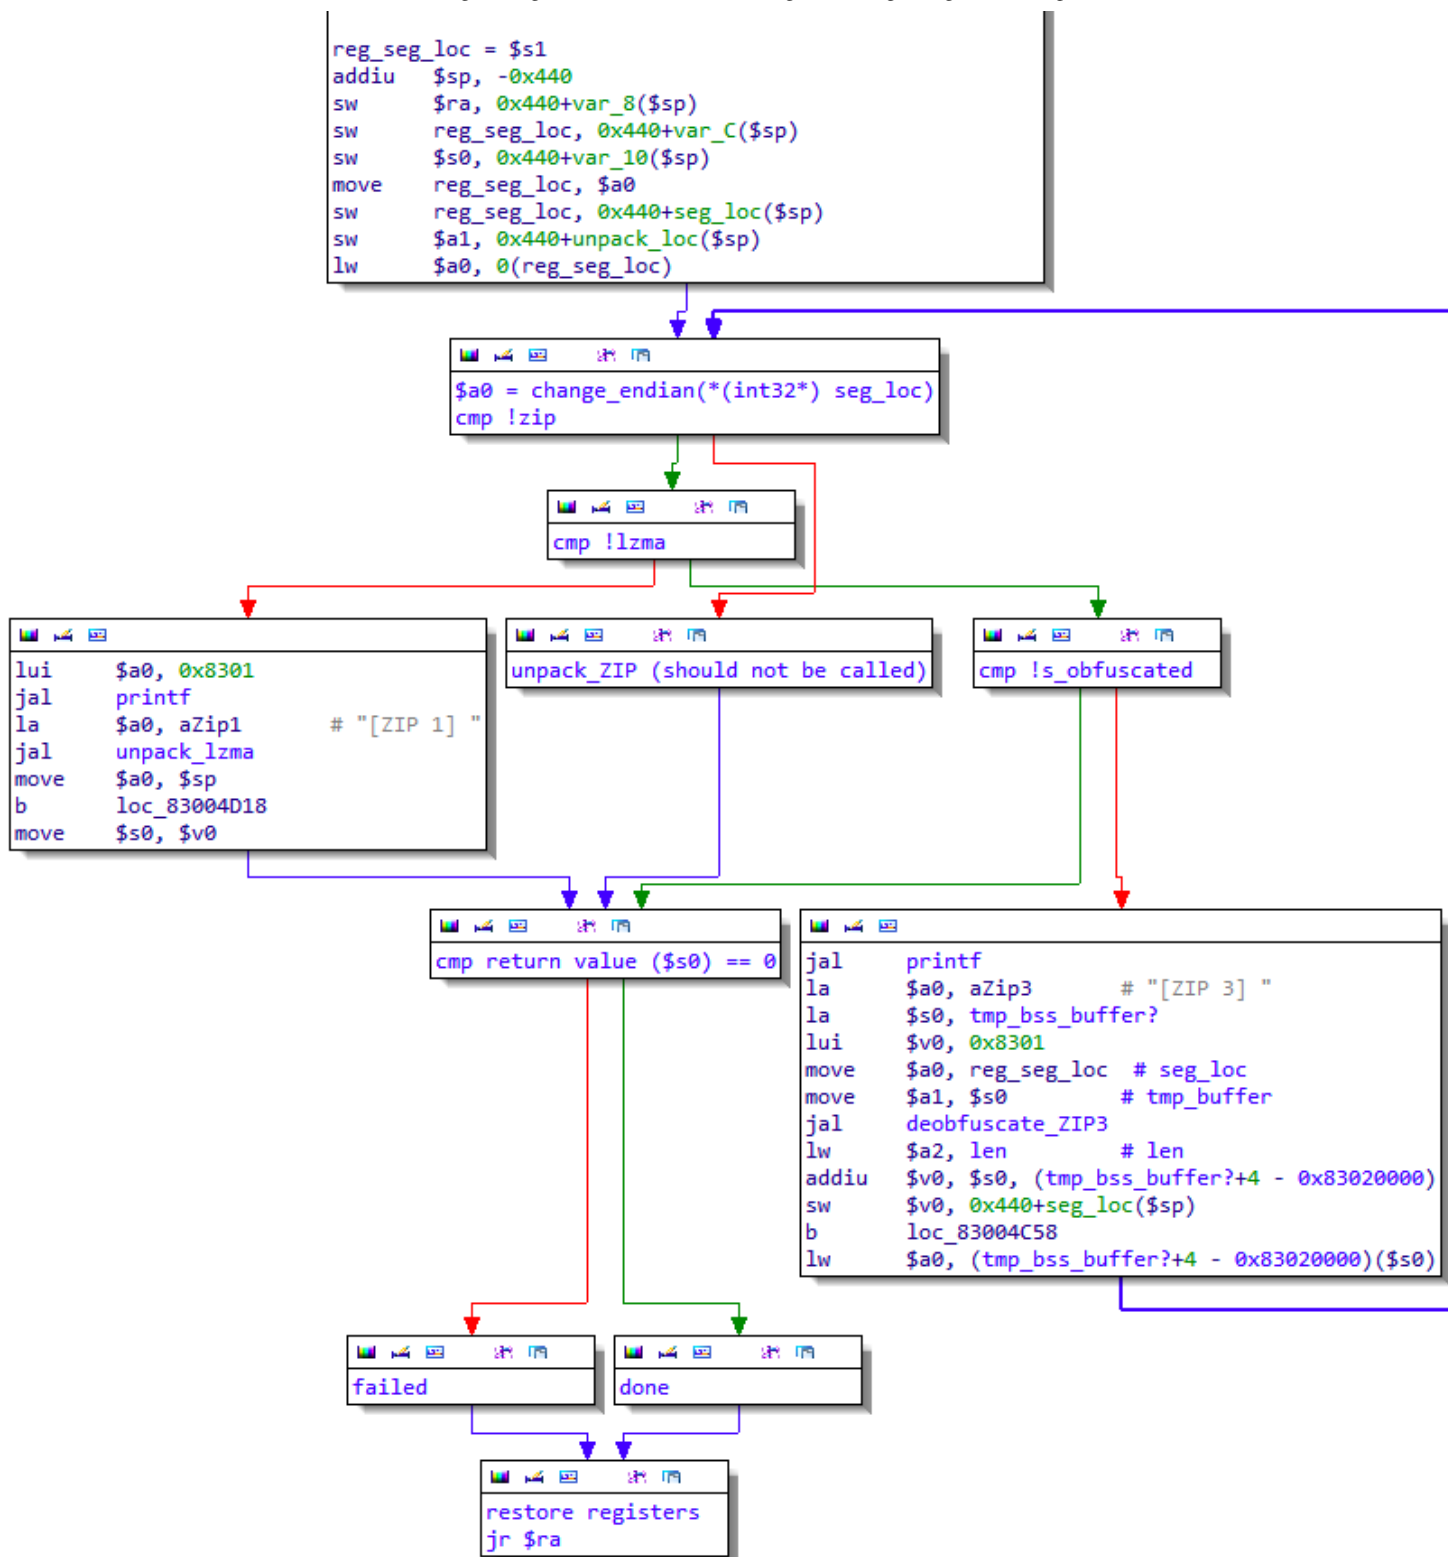 reg_seg_loc = $s1
addiu $sp, -0x440
sw $ra, 0x440+var_8($sp)
sw reg_seg_loc, 0x440+var_C($sp)
sw $s0, 0x440+var_10($sp)
move reg_seg_loc, $a0
sw reg_seg_loc, 0x440+seg_loc($sp)
sw $a1, 0x440+unpack_loc($sp)
lw $a0, 0(reg_seg_loc)
$a0 = change_endian(*(int32*) seg_loc)
cmp !zip
cmp !lzma
lui $a0, 0x8301
jal printf
la $a0, aZip1 # "[ZIP 1] "
jal unpack_lzma
move $a0, $sp
b loc_83004D18
move $s0, $v0
unpack_ZIP (should not be called)
cmp !s_obfuscated
cmp return value ($s0) == 0
jal printf
la $a0, aZip3 # "[ZIP 3] "
la $s0, tmp_bss_buffer?
lui $v0, 0x8301
move $a0, reg_seg_loc # seg_loc
move $a1, $s0 # tmp_buffer
jal deobfuscate_ZIP3
lw $a2, len # len
addiu $v0, $s0, (tmp_bss_buffer?+4 - 0x83020000)
sw $v0, 0x440+seg_loc($sp)
b loc_83004C58
lw $a0, (tmp_bss_buffer?+4 - 0x83020000)($s0)
failed
done
restore registers
jr $ra